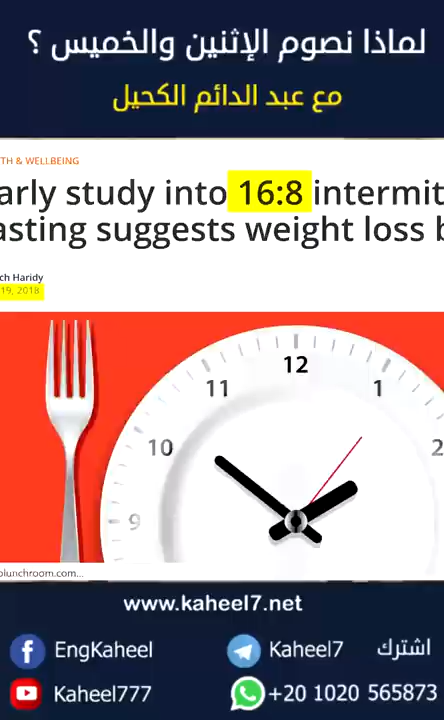 لماذا نصوم الإثنين والخميس ؟
مع عبد الدائم الكحيل
TH & WELLBEING
arly study into 16:8 intermit
asting suggests weight loss b
ch Haridy
19, 2018
12
11
1
10
2
9
olunchroom.com...
www.kaheel7.net
EngKaheel
Kaheel7
اشترك
Kaheel777
+20 1020 565873